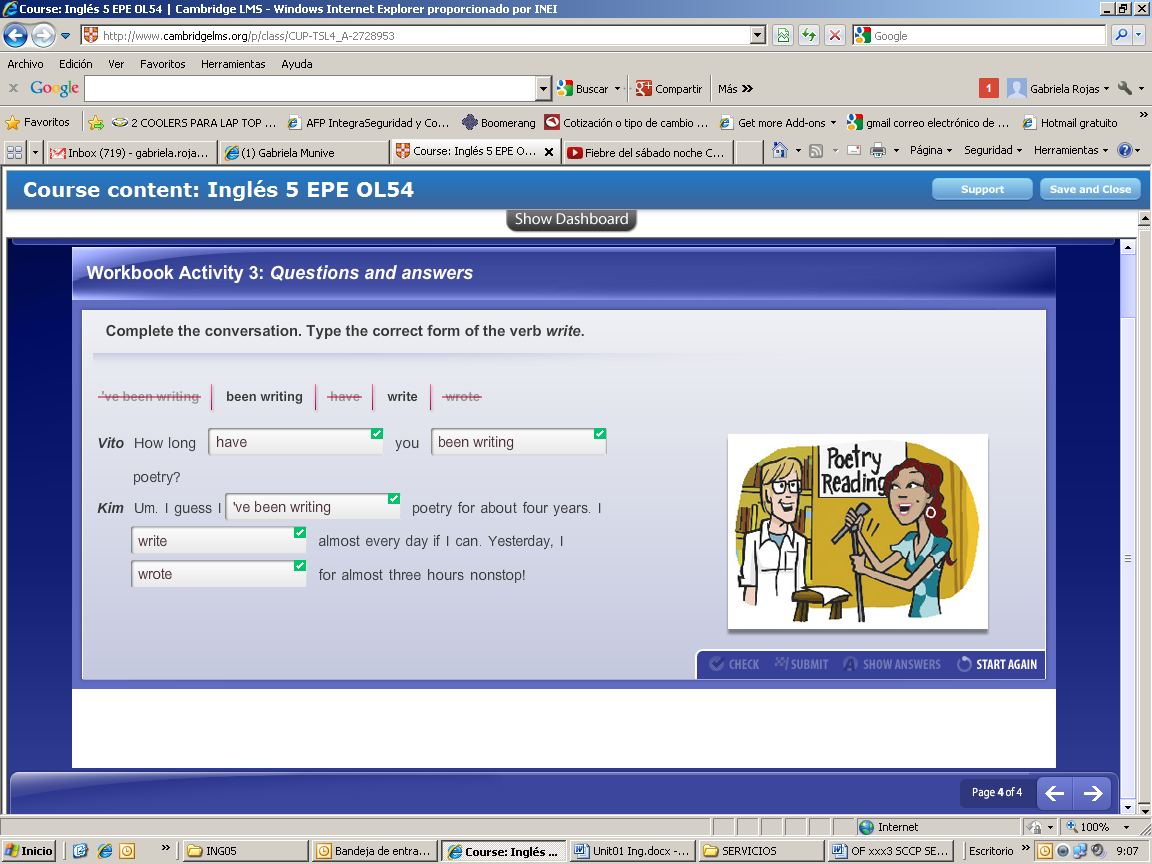 Course: Inglés 5 EPE OL54 | Cambridge LMS - Windows Internet Explorer proporcionado por INEI
http://www.cambridgelms.org/p/class/CUP-TSL4_A-2728953
Google
Archivo Edición Ver Favoritos Herramientas Ayuda
x Google Buscar Compartir Más » 1 Gabriela Rojas
Favoritos 2 COOLERS PARA LAP TOP ... AFP IntegraSeguridad y Co... Boomerang Cotización o tipo de cambio ... Get more Add-ons gmail correo electrónico de ... Hotmail gratuito »
Inbox (719) - gabriela.roja... (1) Gabriela Munive Course: Inglés 5 EPE O... Fiebre del sábado noche C... Página Seguridad Herramientas »
Course content: Inglés 5 EPE OL54 Support Save and Close
Show Dashboard
Workbook Activity 3: Questions and answers
Complete the conversation. Type the correct form of the verb write.
've been writing been writing have write wrote
Vito How long have you been writing
poetry?
Kim Um. I guess I 've been writing poetry for about four years. I
write almost every day if I can. Yesterday, I
wrote for almost three hours nonstop!
Poetry
Reading
CHECK SUBMIT SHOW ANSWERS START AGAIN
Page 4 of 4
Internet 100%
Inicio » ING05 Bandeja de entra... Course: Inglés ... Unit01 Ing.docx -... SERVICIOS OF xxx3 SCCP SE... Escritorio » 9:07